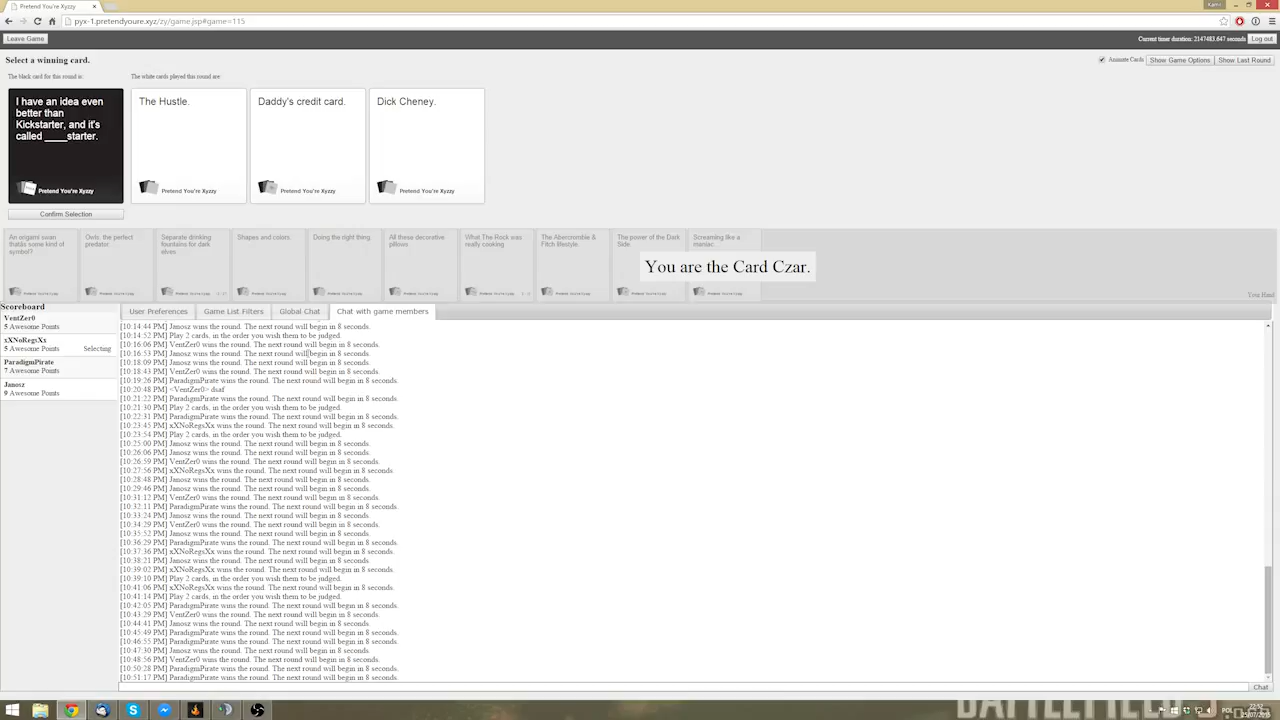 Pretend You're Xyzzy
Kamil
pyx-1.pretendyoure.xyz/zy/game.jsp#game=115
Leave Game
Current timer duration: 2147483.647 seconds
Log out
Select a winning card.
Animate Cards
Show Game Options
Show Last Round
The black card for this round is:
The white cards played this round are:
I have an idea even
better than
Kickstarter, and it's
called ____starter.
Pretend You're Xyzzy
The Hustle.
Pretend You're Xyzzy
Daddy's credit card.
Pretend You're Xyzzy
Dick Cheney.
Pretend You're Xyzzy
Confirm Selection
An origami swan
thatâs some kind of
symbol?
Owls, the perfect
predator.
Separate drinking
fountains for dark
elves
Shapes and colors.
Doing the right thing.
All these decorative
pillows.
What The Rock was
really cooking
The Abercrombie &
Fitch lifestyle.
The power of the Dark
Side.
Screaming like a
maniac.
You are the Card Czar.
Your Hand
Scoreboard
VentZer0
5 Awesome Points
xXNoRegsXx
5 Awesome Points
Selecting
ParadigmPirate
7 Awesome Points
Janosz
9 Awesome Points
User Preferences
Game List Filters
Global Chat
Chat with game members
[10:14:44 PM] Janosz wins the round. The next round will begin in 8 seconds.
[10:14:52 PM] Play 2 cards, in the order you wish them to be judged.
[10:16:06 PM] VentZer0 wins the round. The next round will begin in 8 seconds.
[10:16:53 PM] Janosz wins the round. The next round will begin in 8 seconds.
[10:18:09 PM] Janosz wins the round. The next round will begin in 8 seconds.
[10:18:43 PM] VentZer0 wins the round. The next round will begin in 8 seconds.
[10:19:26 PM] ParadigmPirate wins the round. The next round will begin in 8 seconds.
[10:20:48 PM] <VentZer0> dsaf
[10:21:22 PM] ParadigmPirate wins the round. The next round will begin in 8 seconds.
[10:21:30 PM] Play 2 cards, in the order you wish them to be judged.
[10:22:31 PM] ParadigmPirate wins the round. The next round will begin in 8 seconds.
[10:23:45 PM] xXNoRegsXx wins the round. The next round will begin in 8 seconds.
[10:23:54 PM] Play 2 cards, in the order you wish them to be judged.
[10:25:00 PM] Janosz wins the round. The next round will begin in 8 seconds.
[10:26:06 PM] Janosz wins the round. The next round will begin in 8 seconds.
[10:26:59 PM] VentZer0 wins the round. The next round will begin in 8 seconds.
[10:27:56 PM] xXNoRegsXx wins the round. The next round will begin in 8 seconds.
[10:28:48 PM] Janosz wins the round. The next round will begin in 8 seconds.
[10:29:46 PM] Janosz wins the round. The next round will begin in 8 seconds.
[10:31:12 PM] VentZer0 wins the round. The next round will begin in 8 seconds.
[10:32:11 PM] ParadigmPirate wins the round. The next round will begin in 8 seconds.
[10:33:24 PM] Janosz wins the round. The next round will begin in 8 seconds.
[10:34:29 PM] VentZer0 wins the round. The next round will begin in 8 seconds.
[10:35:52 PM] Janosz wins the round. The next round will begin in 8 seconds.
[10:36:29 PM] ParadigmPirate wins the round. The next round will begin in 8 seconds.
[10:37:36 PM] xXNoRegsXx wins the round. The next round will begin in 8 seconds.
[10:38:21 PM] Janosz wins the round. The next round will begin in 8 seconds.
[10:39:02 PM] xXNoRegsXx wins the round. The next round will begin in 8 seconds.
[10:39:10 PM] Play 2 cards, in the order you wish them to be judged.
[10:41:06 PM] xXNoRegsXx wins the round. The next round will begin in 8 seconds.
[10:41:14 PM] Play 2 cards, in the order you wish them to be judged.
[10:42:05 PM] ParadigmPirate wins the round. The next round will begin in 8 seconds.
[10:43:29 PM] VentZer0 wins the round. The next round will begin in 8 seconds.
[10:44:41 PM] Janosz wins the round. The next round will begin in 8 seconds.
[10:45:49 PM] ParadigmPirate wins the round. The next round will begin in 8 seconds.
[10:46:55 PM] ParadigmPirate wins the round. The next round will begin in 8 seconds.
[10:47:30 PM] Janosz wins the round. The next round will begin in 8 seconds.
[10:48:56 PM] VentZer0 wins the round. The next round will begin in 8 seconds.
[10:50:28 PM] ParadigmPirate wins the round. The next round will begin in 8 seconds.
[10:51:17 PM] ParadigmPirate wins the round. The next round will begin in 8 seconds.
Chat
POL
22:52